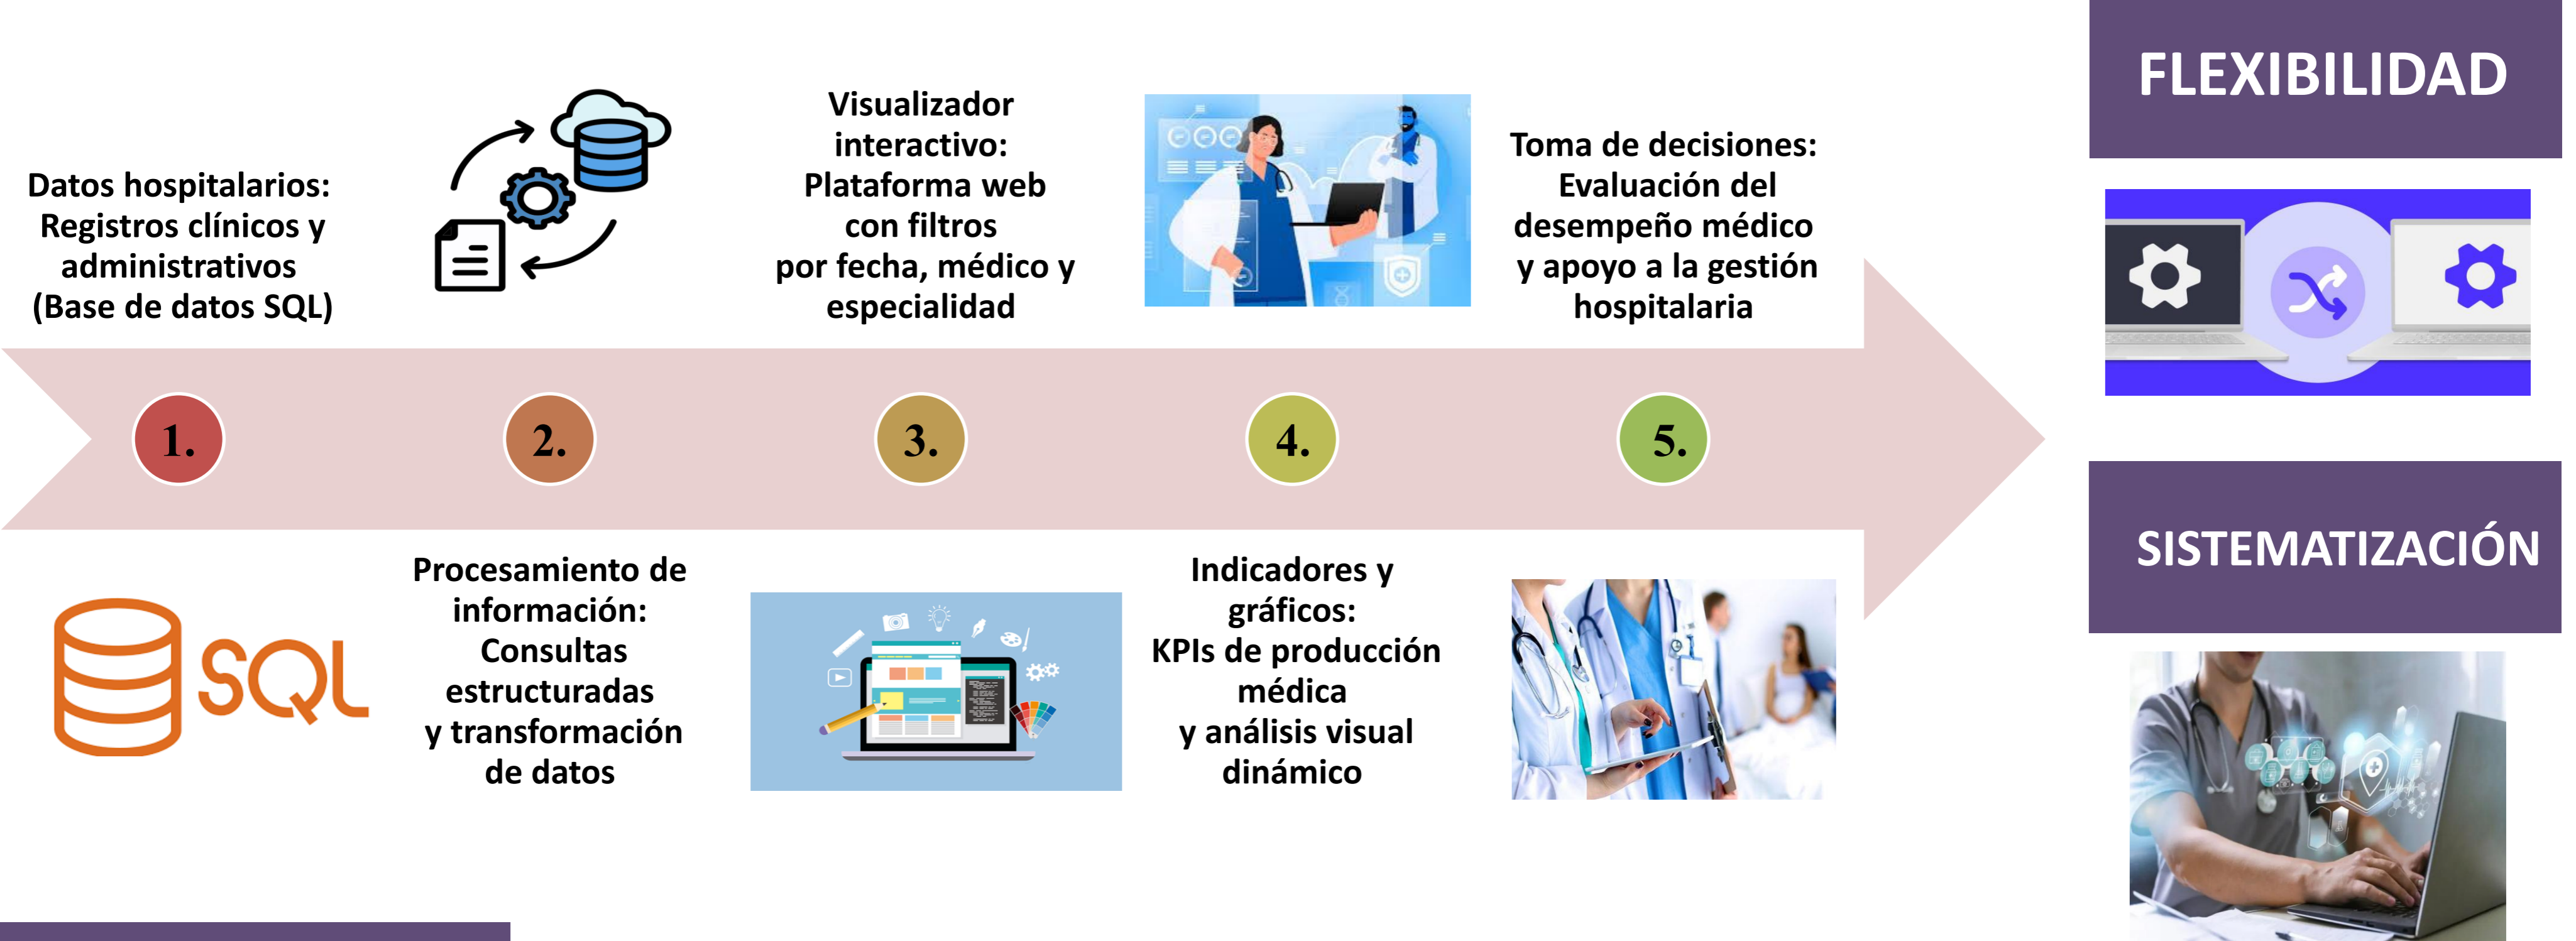 Datos hospitalarios:
Registros clínicos y
administrativos
(Base de datos SQL)
Visualizador
interactivo:
Plataforma web
con filtros
por fecha, médico y
especialidad
Toma de decisiones:
Evaluación del
desempeño médico
y apoyo a la gestión
hospitalaria
1.
2.
3.
4.
5.
SQL
Procesamiento de
información:
Consultas
estructuradas
y transformación
de datos
Indicadores y
gráficos:
KPIs de producción
médica
y análisis visual
dinámico
FLEXIBILIDAD
SISTEMATIZACIÓN